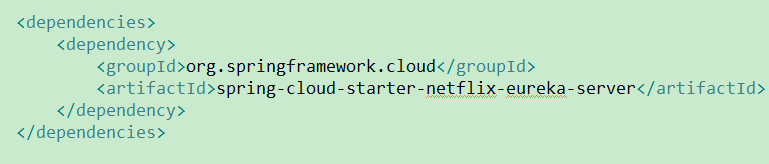 <dependencies>
    <dependency>
        <groupId>org.springframework.cloud</groupId>
        <artifactId>spring-cloud-starter-netflix-eureka-server</artifactId>
    </dependency>
</dependencies>